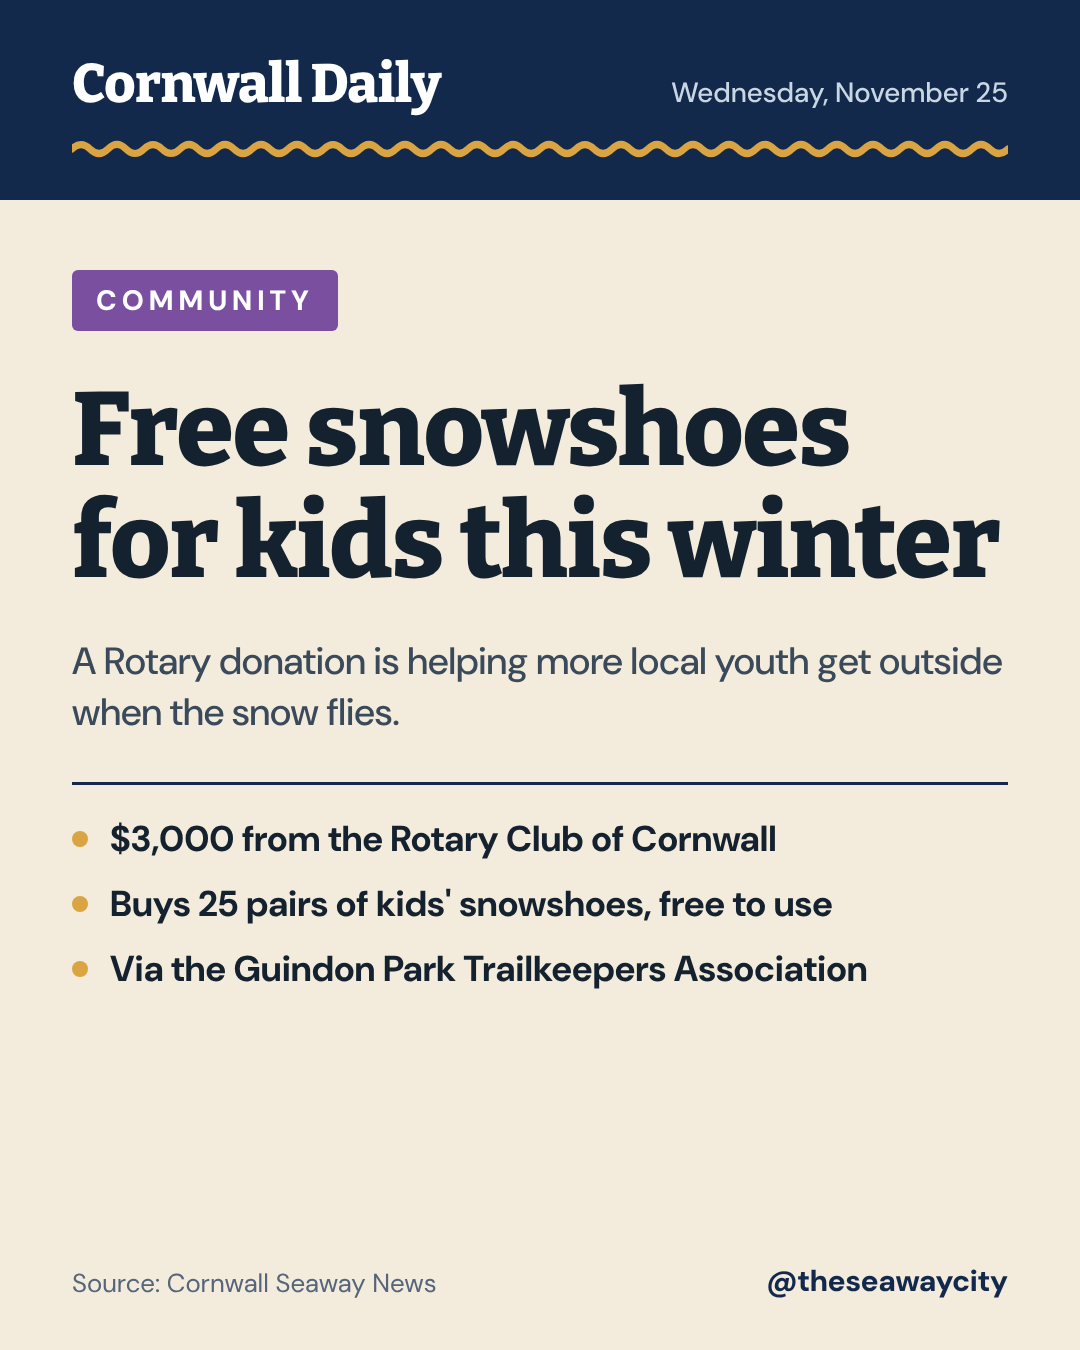 Cornwall Daily
Wednesday, November 25
COMMUNITY
Free snowshoes
for kids this winter
A Rotary donation is helping more local youth get outside
when the snow flies.
$3,000 from the Rotary Club of Cornwall
Buys 25 pairs of kids' snowshoes, free to use
Via the Guindon Park Trailkeepers Association
Source: Cornwall Seaway News
@theseawaycity